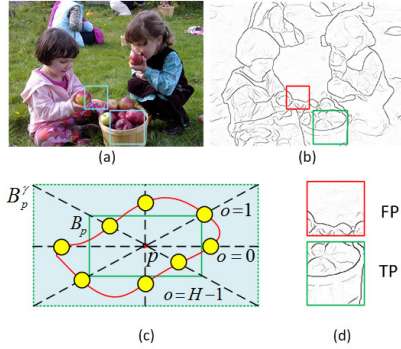 (a)
(b)
B_p^γ
B_p
o=1
p
o=0
o=H−1
FP
TP
(c)
(d)